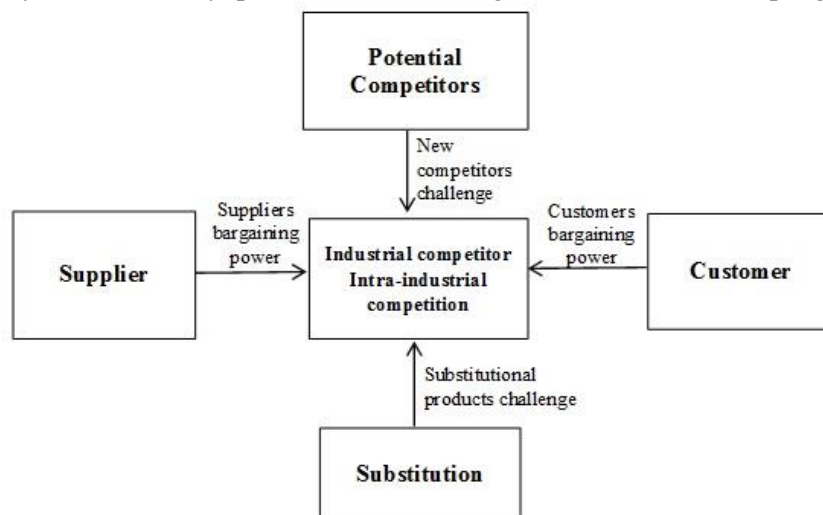 Potential
Competitors
New
competitors
challenge
Suppliers
bargaining
power
Customers
bargaining
power
Supplier
Industrial competitor
Intra-industrial
competition
Customer
Substitutional
products challenge
Substitution